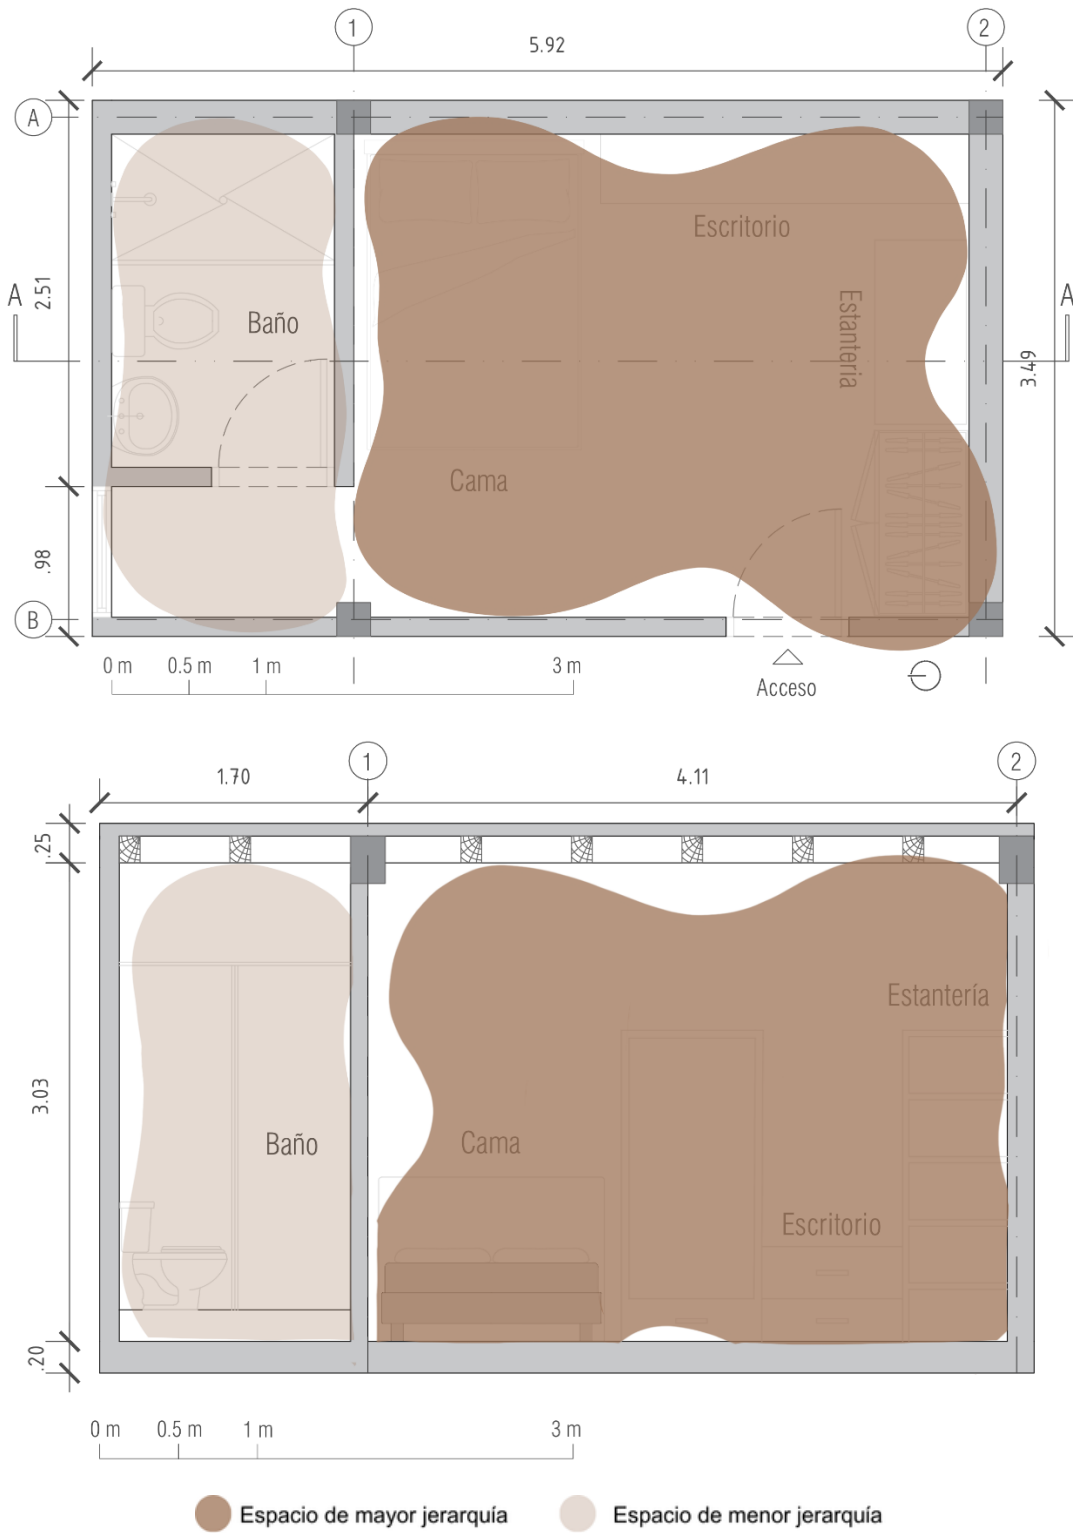 1
2
5.92
A
2.51
A
A
Escritorio
Estantería
Baño
3.49
Cama
.98
B
0 m 0.5 m 1 m 3 m
Acceso
1
2
1.70
4.11
.25
Estantería
3.03
Baño
Cama
Escritorio
.20
0 m 0.5 m 1 m 3 m
Espacio de mayor jerarquía Espacio de menor jerarquía